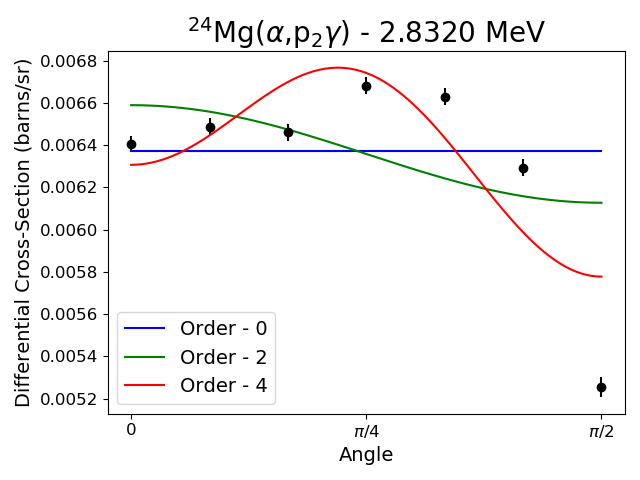 ²⁴Mg(α,p₂γ) - 2.8320 MeV
Differential Cross-Section (barns/sr)
0.0068
0.0066
0.0064
0.0062
0.0060
0.0058
0.0056
0.0054
0.0052
Order - 0
Order - 2
Order - 4
0
π/4
π/2
Angle